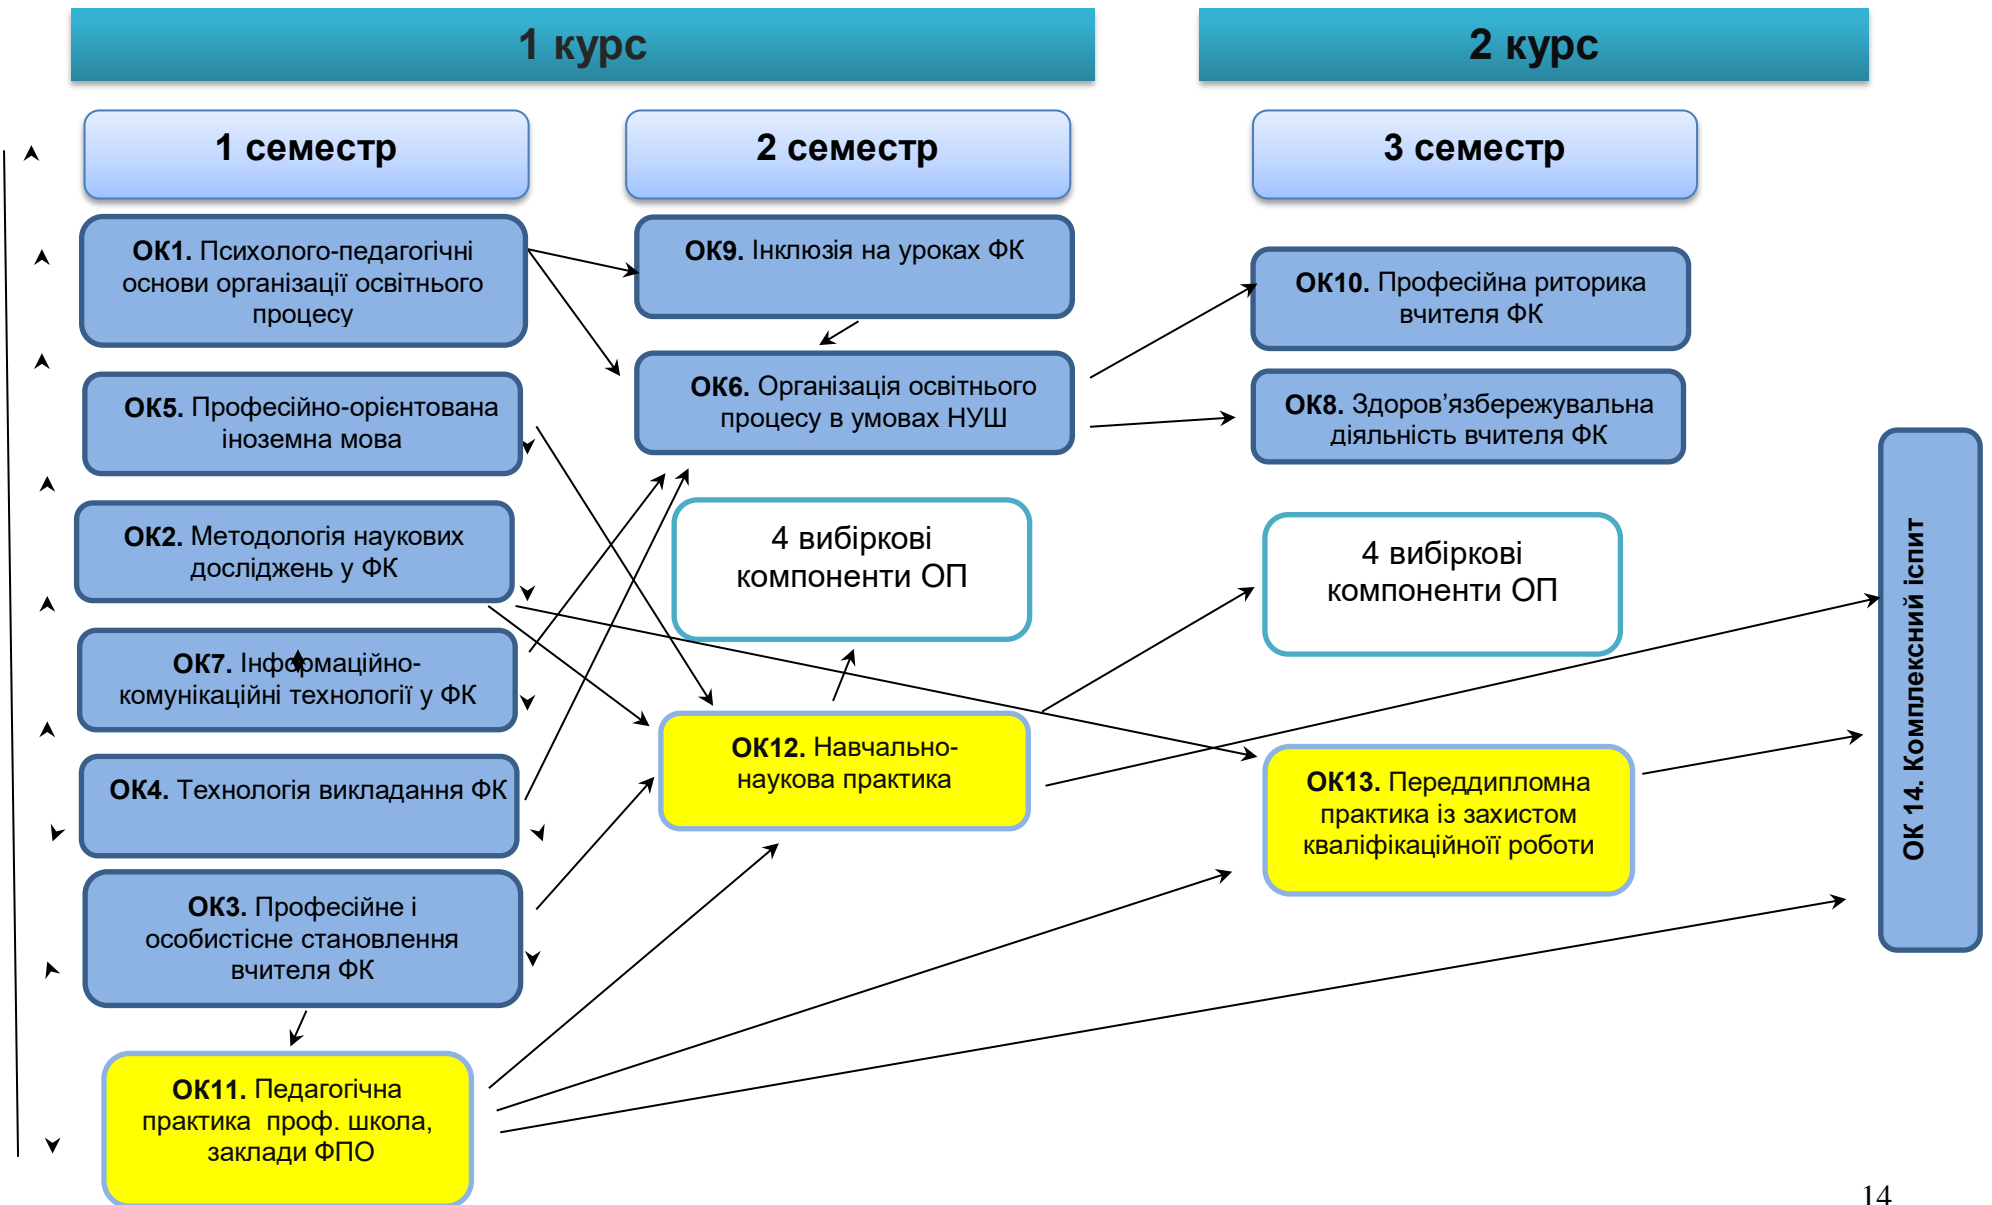 1 курс
2 курс
1 семестр
2 семестр
3 семестр
ОК1. Психолого-педагогічні
основи організації освітнього
процесу
ОК5. Професійно-орієнтована
іноземна мова
ОК2. Методологія наукових
досліджень у ФК
ОК7. Інформаційно-
комунікаційні технології у ФК
ОК4. Технологія викладання ФК
ОК3. Професійне і
особистісне становлення
вчителя ФК
ОК11. Педагогічна
практика проф. школа,
заклади ФПО
ОК9. Інклюзія на уроках ФК
ОК6. Організація освітнього
процесу в умовах НУШ
4 вибіркові
компоненти ОП
ОК12. Навчально-
наукова практика
ОК10. Професійна риторика
вчителя ФК
ОК8. Здоров’язбережувальна
діяльність вчителя ФК
4 вибіркові
компоненти ОП
ОК13. Переддипломна
практика із захистом
кваліфікаційноїї роботи
ОК 14. Комплексний іспит
14